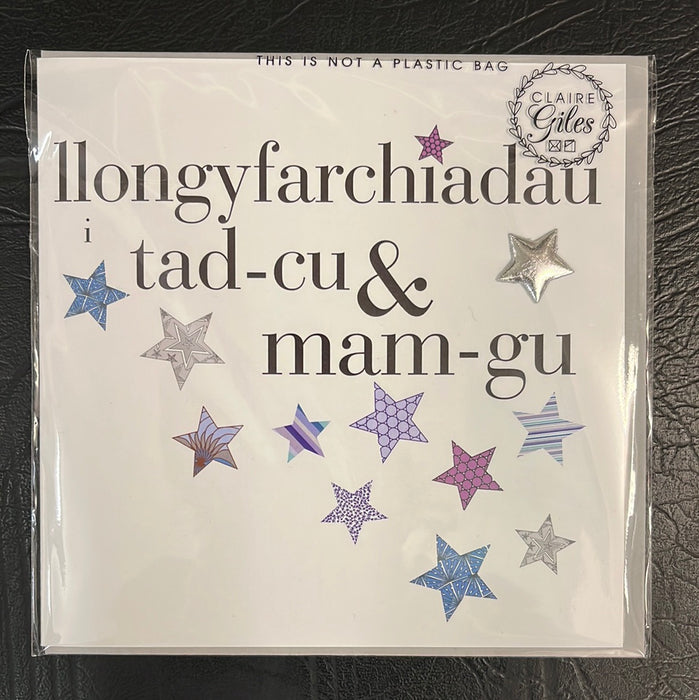 THIS IS NOT A PLASTIC BAG
CLAIRE
Giles
llongyfarchiadau
i
tad-cu &
mam-gu